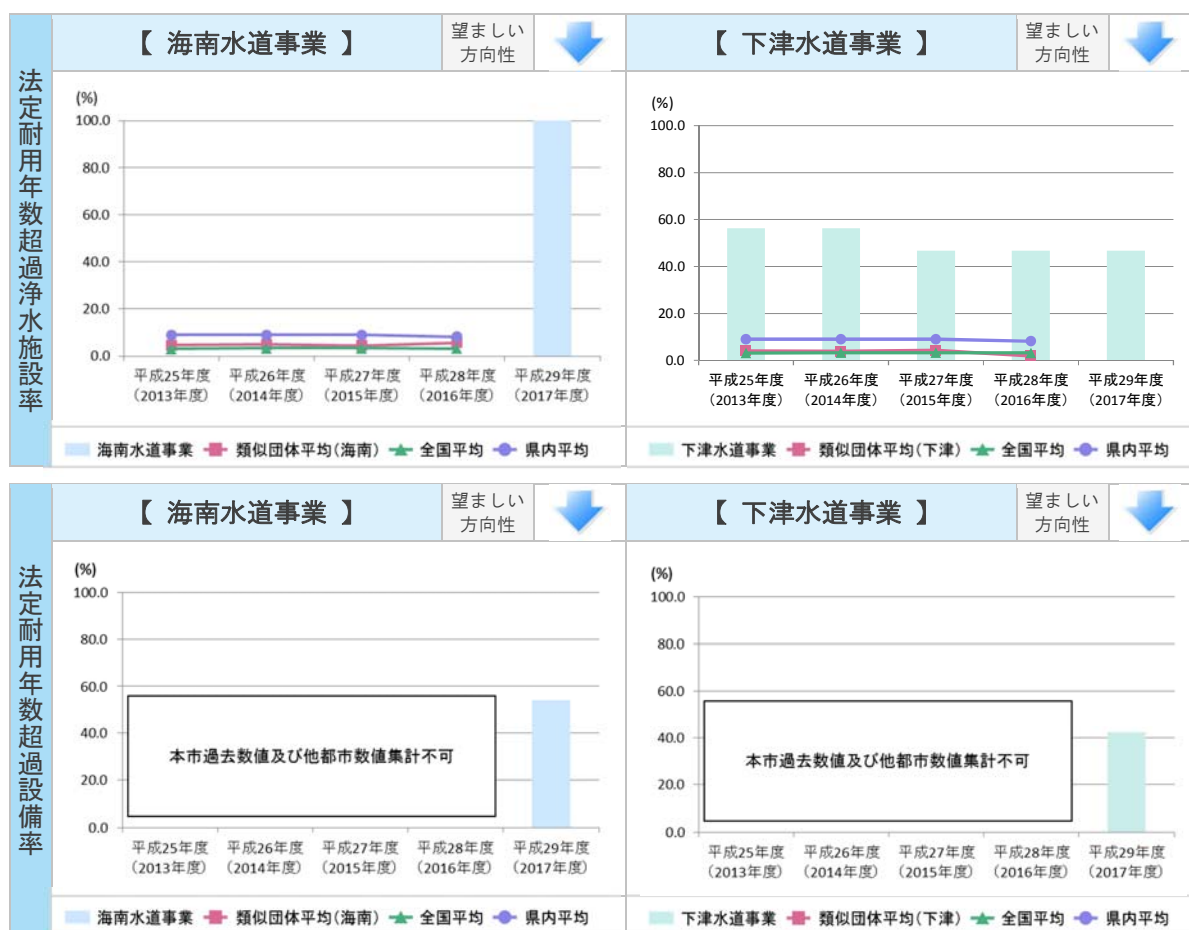 法定耐用年数超過浄水施設率
【 海南水道事業 】
望ましい
方向性
(%)
100.0
80.0
60.0
40.0
20.0
0.0
平成25年度 平成26年度 平成27年度 平成28年度 平成29年度
(2013年度) (2014年度) (2015年度) (2016年度) (2017年度)
海南水道事業 類似団体平均(海南) 全国平均 県内平均
【 下津水道事業 】
望ましい
方向性
(%)
100.0
80.0
60.0
40.0
20.0
0.0
平成25年度 平成26年度 平成27年度 平成28年度 平成29年度
(2013年度) (2014年度) (2015年度) (2016年度) (2017年度)
下津水道事業 類似団体平均(下津) 全国平均 県内平均
法定耐用年数超過設備率
【 海南水道事業 】
望ましい
方向性
(%)
100.0
80.0
60.0
40.0
20.0
0.0
本市過去数値及び他都市数値集計不可
平成25年度 平成26年度 平成27年度 平成28年度 平成29年度
(2013年度) (2014年度) (2015年度) (2016年度) (2017年度)
海南水道事業 類似団体平均(海南) 全国平均 県内平均
【 下津水道事業 】
望ましい
方向性
(%)
100.0
80.0
60.0
40.0
20.0
0.0
本市過去数値及び他都市数値集計不可
平成25年度 平成26年度 平成27年度 平成28年度 平成29年度
(2013年度) (2014年度) (2015年度) (2016年度) (2017年度)
下津水道事業 類似団体平均(下津) 全国平均 県内平均